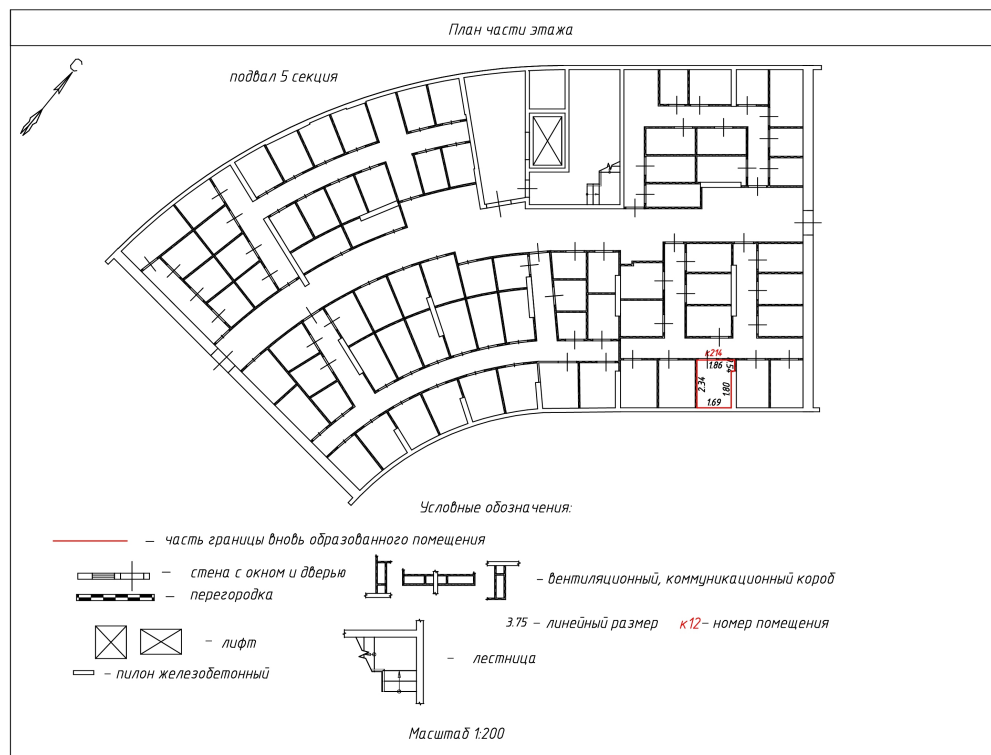 План части этажа
С
подвал 5 секция
к214
1.86
0.54
2.34
1.80
1.69
Условные обозначения:
— часть границы вновь образованного помещения
— стена с окном и дверью
— перегородка
— вентиляционный, коммуникационный короб
3.75 — линейный размер к12 — номер помещения
— лифт
— лестница
— пилон железобетонный
Масштаб 1:200